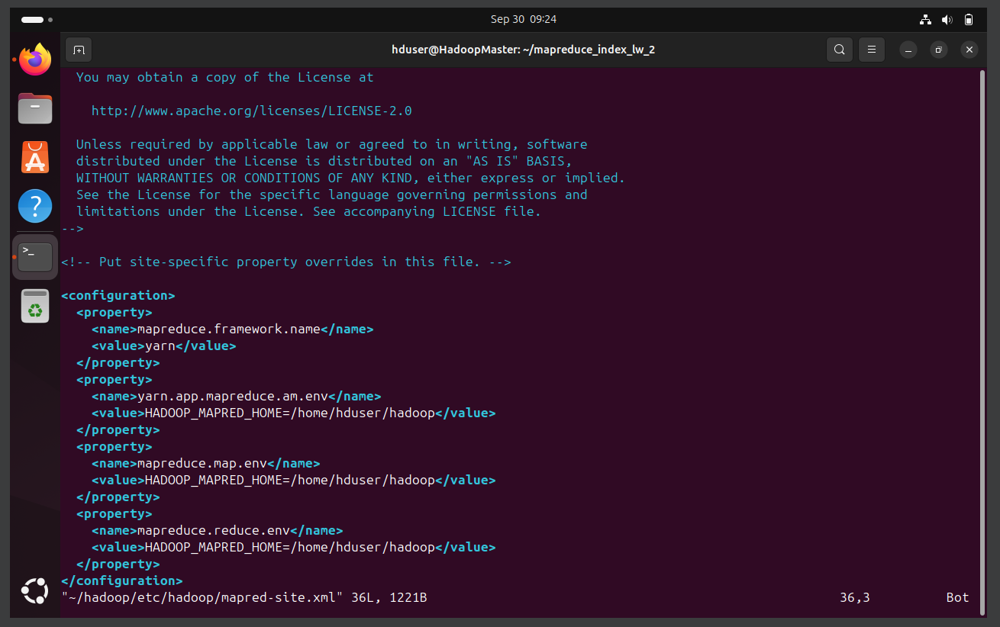 Sep 30 09:24
hduser@HadoopMaster: ~/mapreduce_index_lw_2
You may obtain a copy of the License at
http://www.apache.org/licenses/LICENSE-2.0
Unless required by applicable law or agreed to in writing, software
distributed under the License is distributed on an "AS IS" BASIS,
WITHOUT WARRANTIES OR CONDITIONS OF ANY KIND, either express or implied.
See the License for the specific language governing permissions and
limitations under the License. See accompanying LICENSE file.
-->
<!-- Put site-specific property overrides in this file. -->
<configuration>
<property>
<name>mapreduce.framework.name</name>
<value>yarn</value>
</property>
<property>
<name>yarn.app.mapreduce.am.env</name>
<value>HADOOP_MAPRED_HOME=/home/hduser/hadoop</value>
</property>
<property>
<name>mapreduce.map.env</name>
<value>HADOOP_MAPRED_HOME=/home/hduser/hadoop</value>
</property>
<property>
<name>mapreduce.reduce.env</name>
<value>HADOOP_MAPRED_HOME=/home/hduser/hadoop</value>
</property>
</configuration>
"~/hadoop/etc/hadoop/mapred-site.xml" 36L, 1221B 36,3 Bot